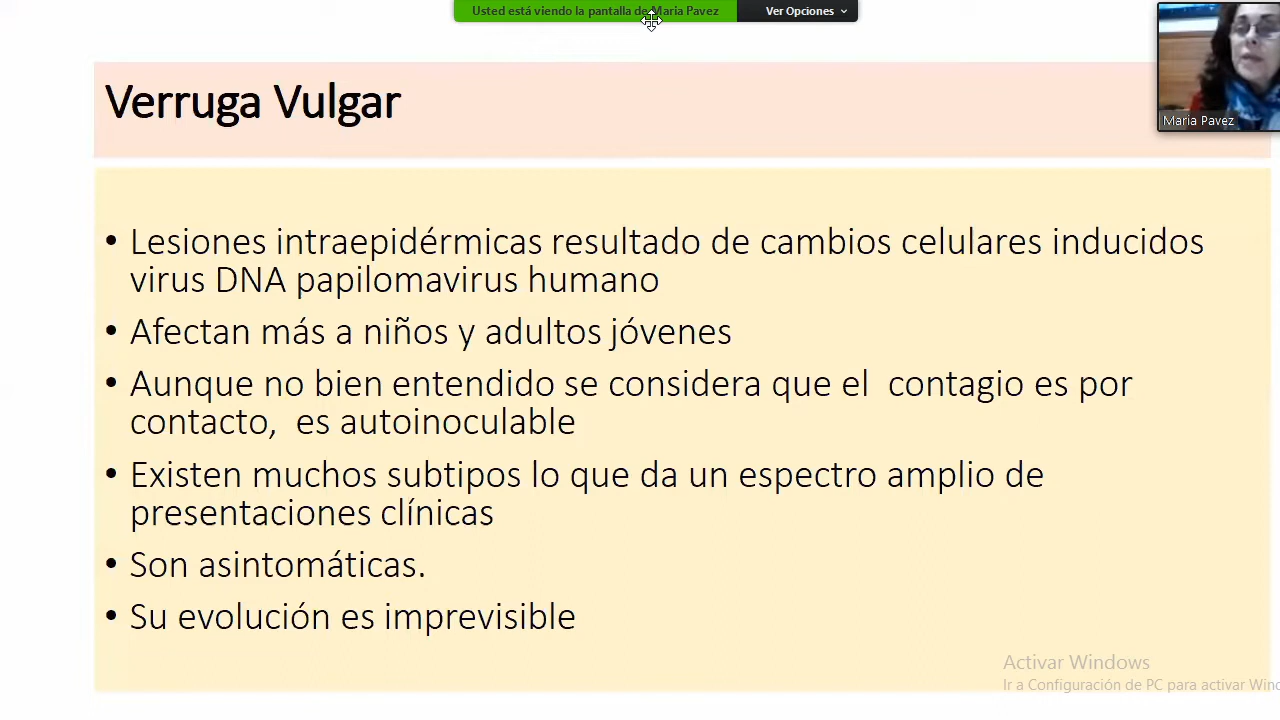 Usted está viendo la pantalla de Maria Pavez
Ver Opciones
Verruga Vulgar
Maria Pavez
• Lesiones intraepidérmicas resultado de cambios celulares inducidos
virus DNA papilomavirus humano
• Afectan más a niños y adultos jóvenes
• Aunque no bien entendido se considera que el contagio es por
contacto, es autoinoculable
• Existen muchos subtipos lo que da un espectro amplio de
presentaciones clínicas
• Son asintomáticas.
• Su evolución es imprevisible
Activar Windows
Ir a Configuración de PC para activar Wind